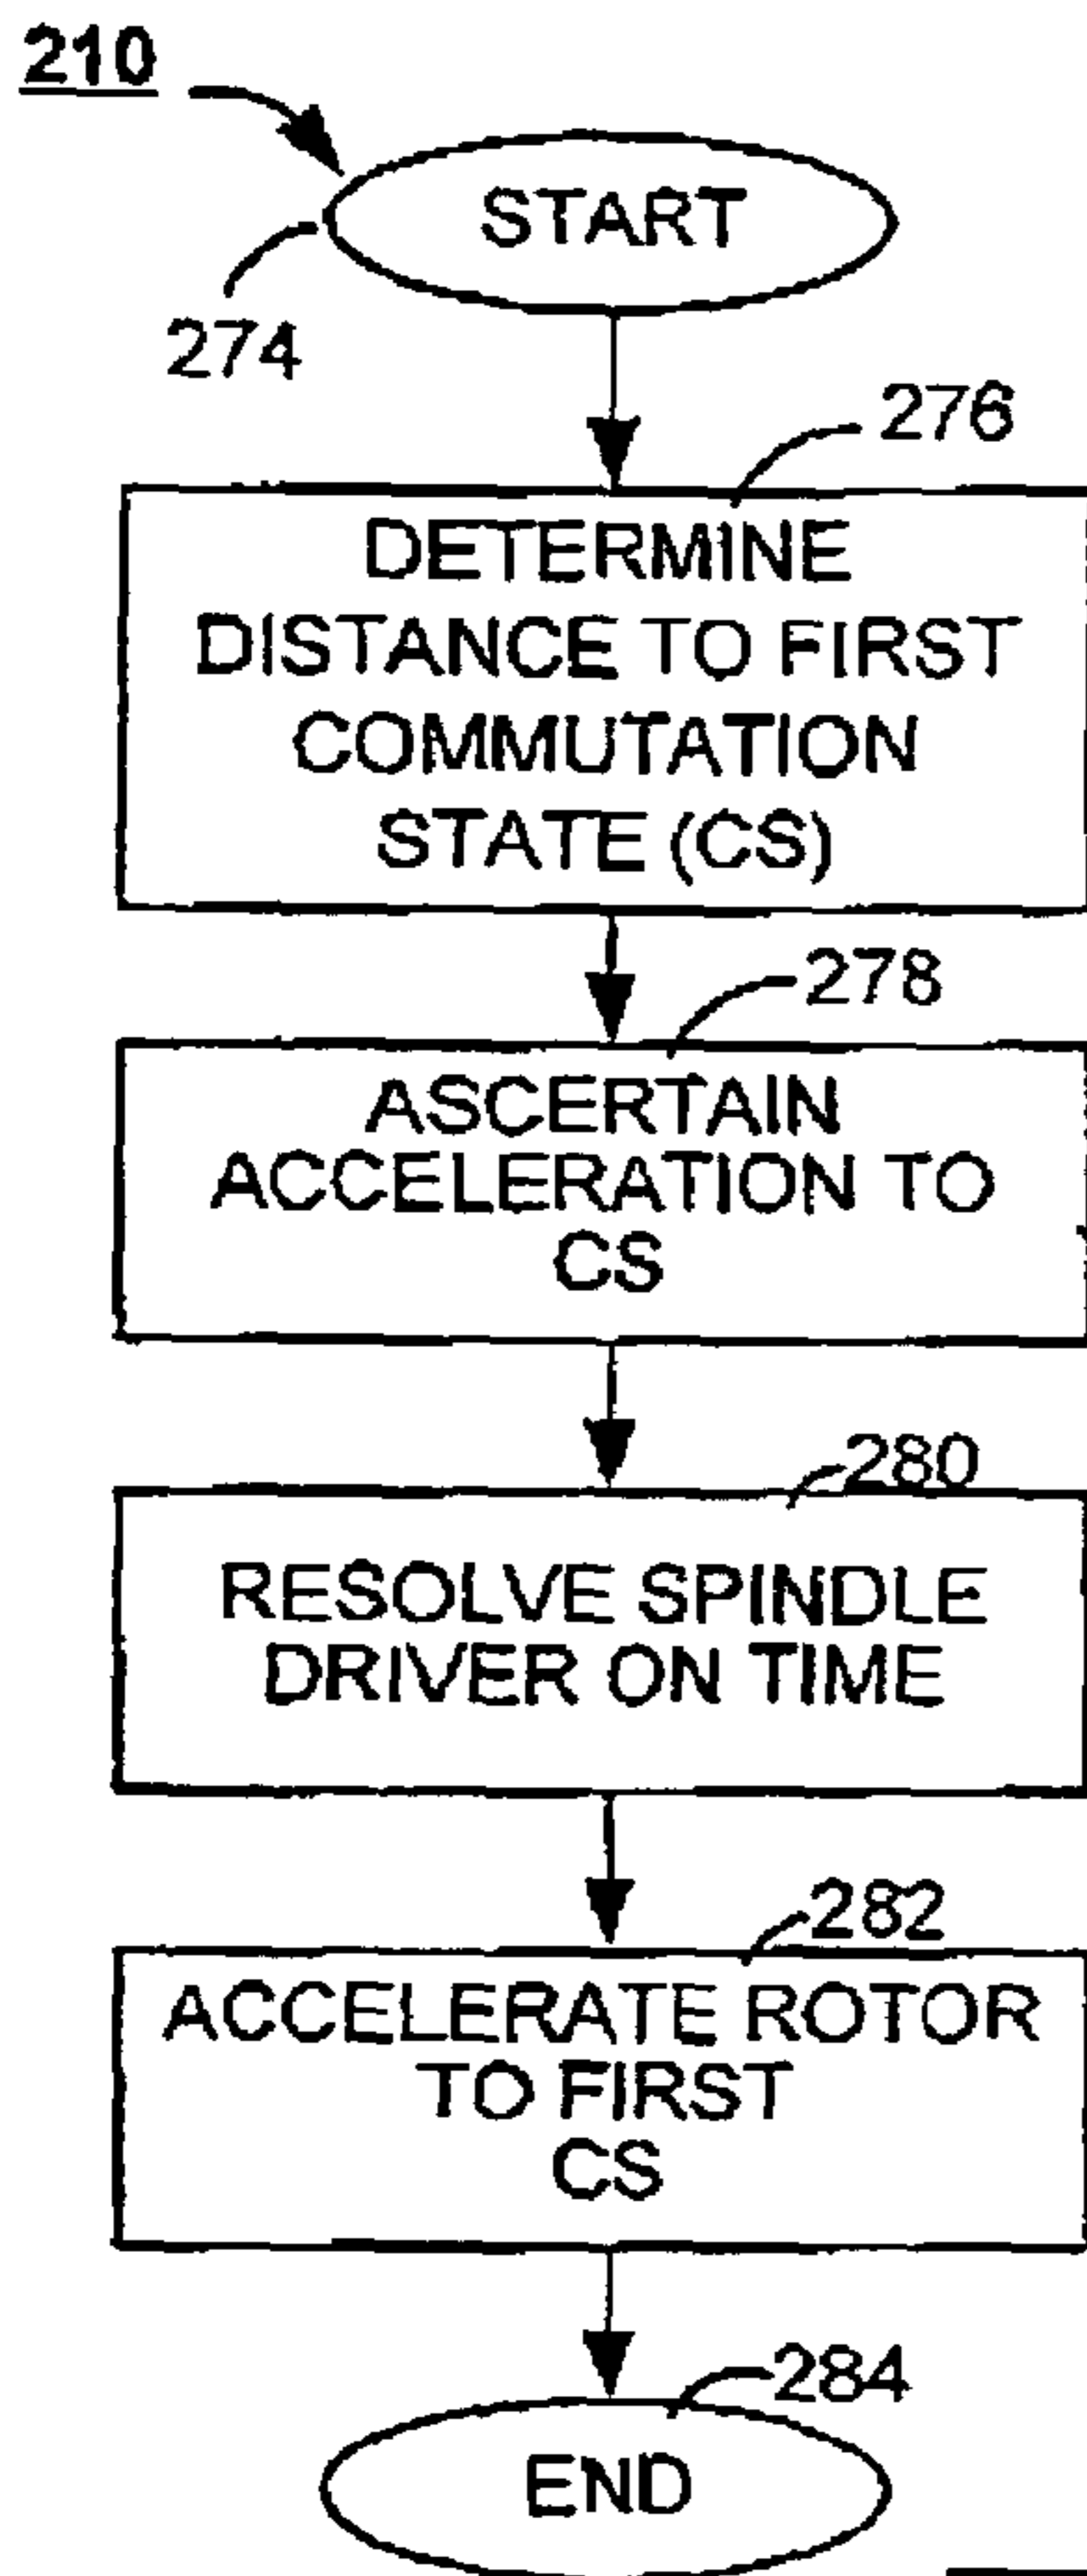 210
START
274
276
DETERMINE
DISTANCE TO FIRST
COMMUTATION
STATE (CS)
278
ASCERTAIN
ACCELERATION TO
CS
280
RESOLVE SPINDLE
DRIVER ON TIME
282
ACCELERATE ROTOR
TO FIRST
CS
284
END